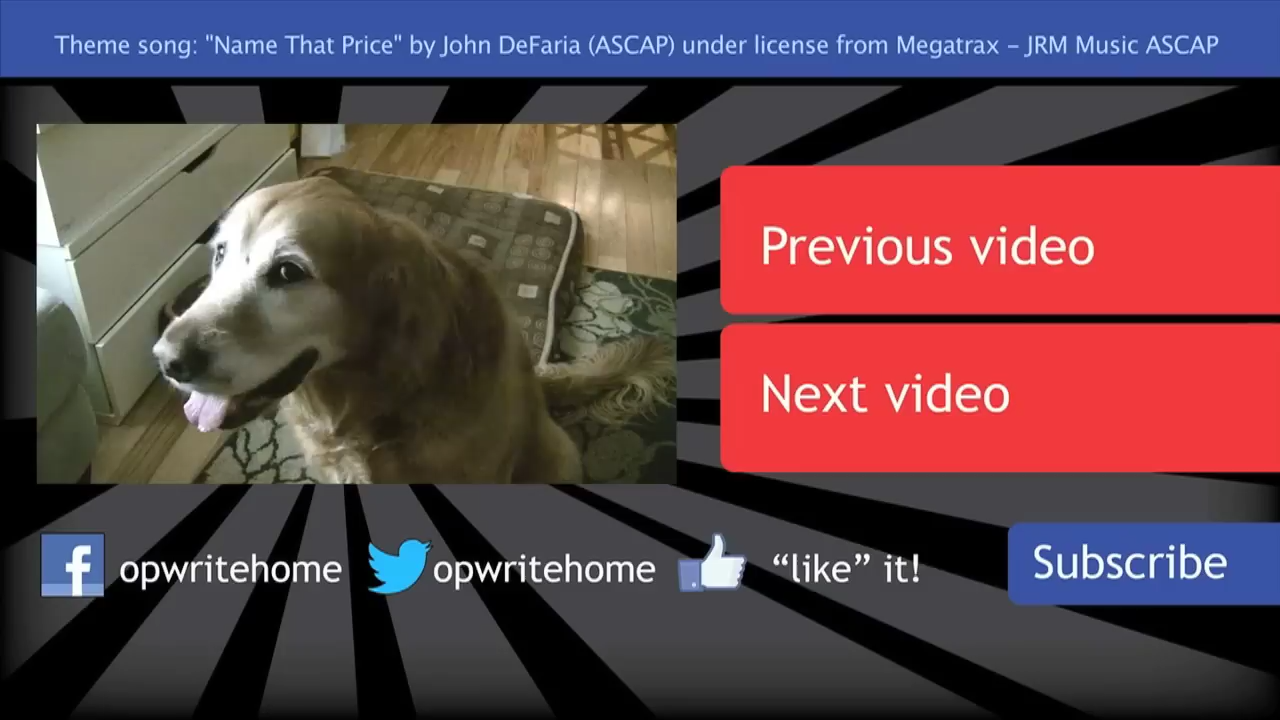 Theme song: "Name That Price" by John DeFaria (ASCAP) under license from Megatrax – JRM Music ASCAP
Previous video
Next video
f opwritehome opwritehome “like” it!
Subscribe